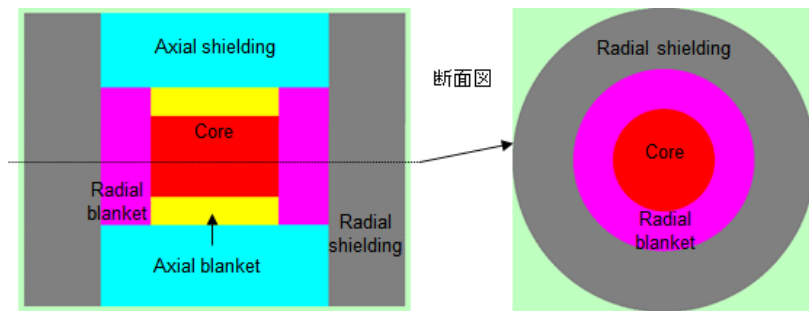 Axial shielding
Core
Radial
blanket
Radial
shielding
Axial blanket
断面図
Radial shielding
Core
Radial
blanket